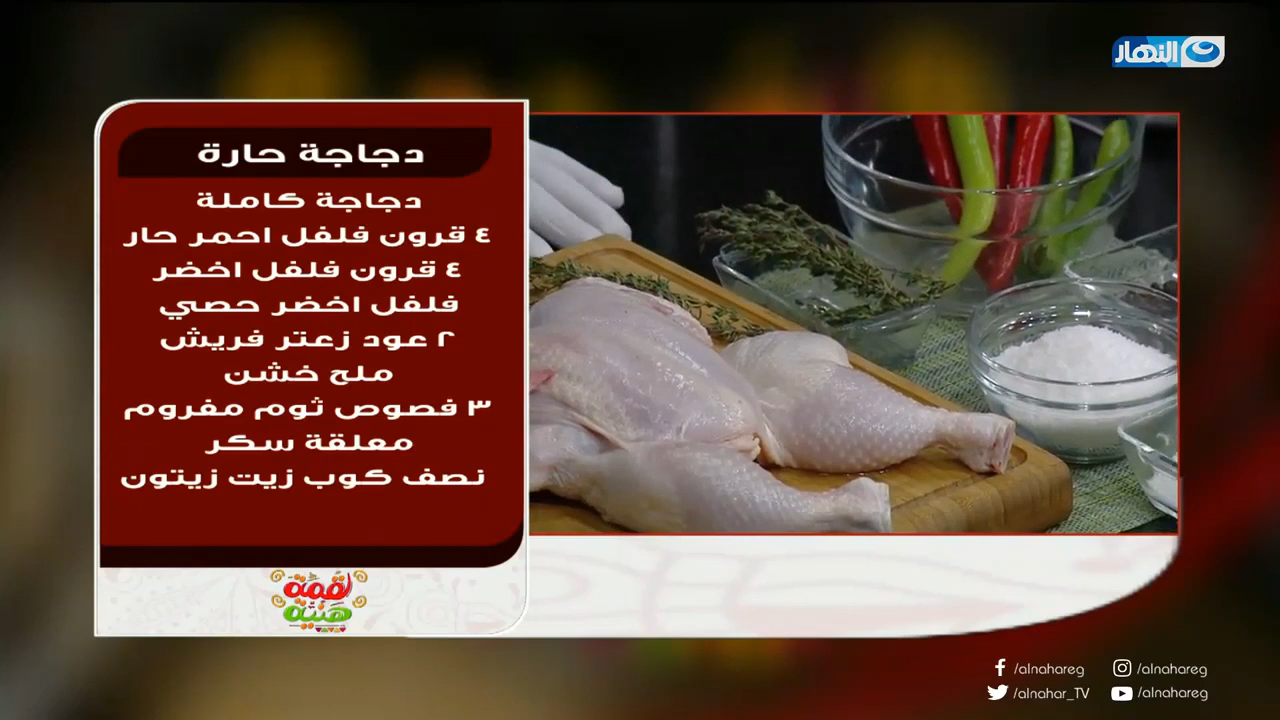 النهار
دجاجة حارة
دجاجة كاملة
٤ قرون فلفل احمر حار
٤ قرون فلفل اخضر
فلفل اخضر حصي
٢ عود زعتر فريش
ملح خشن
٣ فصوص ثوم مفروم
معلقة سكر
نصف كوب زيت زيتون
لقمة
هنية
/alnahareg
/alnahareg
/alnahar_TV
/alnahareg